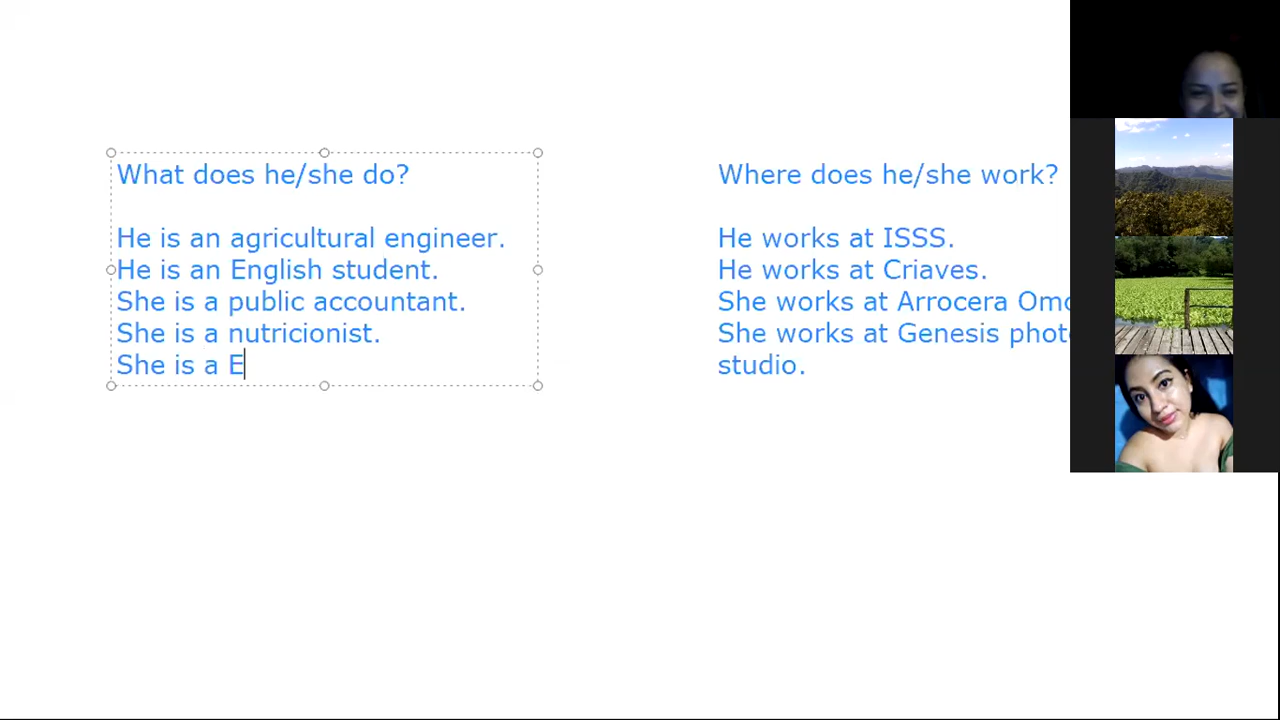 What does he/she do?
He is an agricultural engineer.
He is an English student.
She is a public accountant.
She is a nutricionist.
She is a E
Where does he/she work?
He works at ISSS.
He works at Criaves.
She works at Arrocera
She works at Genesis
studio.